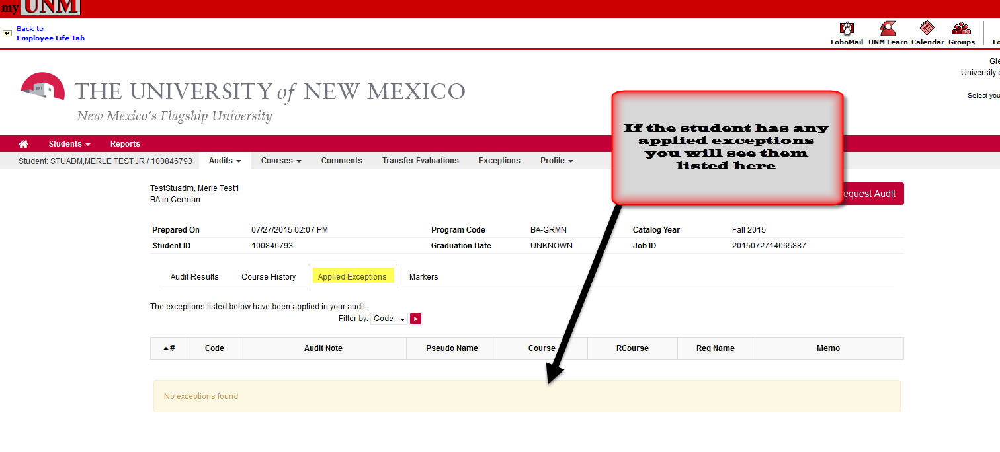 my UNM
Back to
Employee Life Tab
LoboMail UNM Learn Calendar Groups
THE UNIVERSITY of NEW MEXICO
New Mexico's Flagship University
Select
University
If the student has any
applied exceptions
you will see them
listed here
Students Reports
Student: STUADM,MERLE TEST,JR / 100846793 Audits Courses Comments Transfer Evaluations Exceptions Profile
TestStuadm, Merle Test1
BA in German
Audit
Prepared On 07/27/2015 02:07 PM Program Code BA-GRMN Catalog Year Fall 2015
Student ID 100846793 Graduation Date UNKNOWN Job ID 2015072714065887
Audit Results Course History Applied Exceptions Markers
The exceptions listed below have been applied in your audit.
Filter by: Code
# Code Audit Note Pseudo Name Course RCourse Req Name Memo
No exceptions found